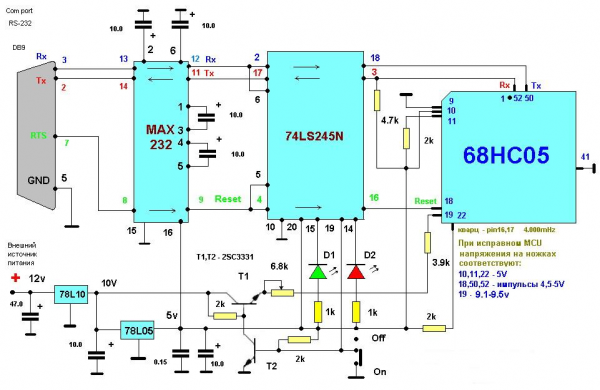 Com port
RS-232
DB9
Rx
3
13
Tx
2
14
RTS
7
8
GND
5
10.0
+
2
6
+
10.0
MAX
232
1
3
4
5
+
10.0
+
10.0
12
Rx
2
11
Tx
17
6
5
9
Reset
4
15
16
74LS245N
18
3
16
10
20
15
1
19
14
4.7k
2k
Rx
Tx
1
52
50
9
10
11
68HC05
41
Reset
18
19
22
кварц - pin16,17 4.000mHz
При исправном MCU
напряжения на ножках
соответствуют:
10,11,22 - 5V
18,50,52 - импульсы 4,5-5V
19 - 9.1-9.5v
Внешний
источник
питания
+
12v
47.0
+
78L10
10V
10.0
+
78L05
5v
0.15
10.0
+
T1,T2 - 2SC3331
T1
6.8k
2k
T2
2k
D1
D2
1k
1k
3.9k
2k
Off
On